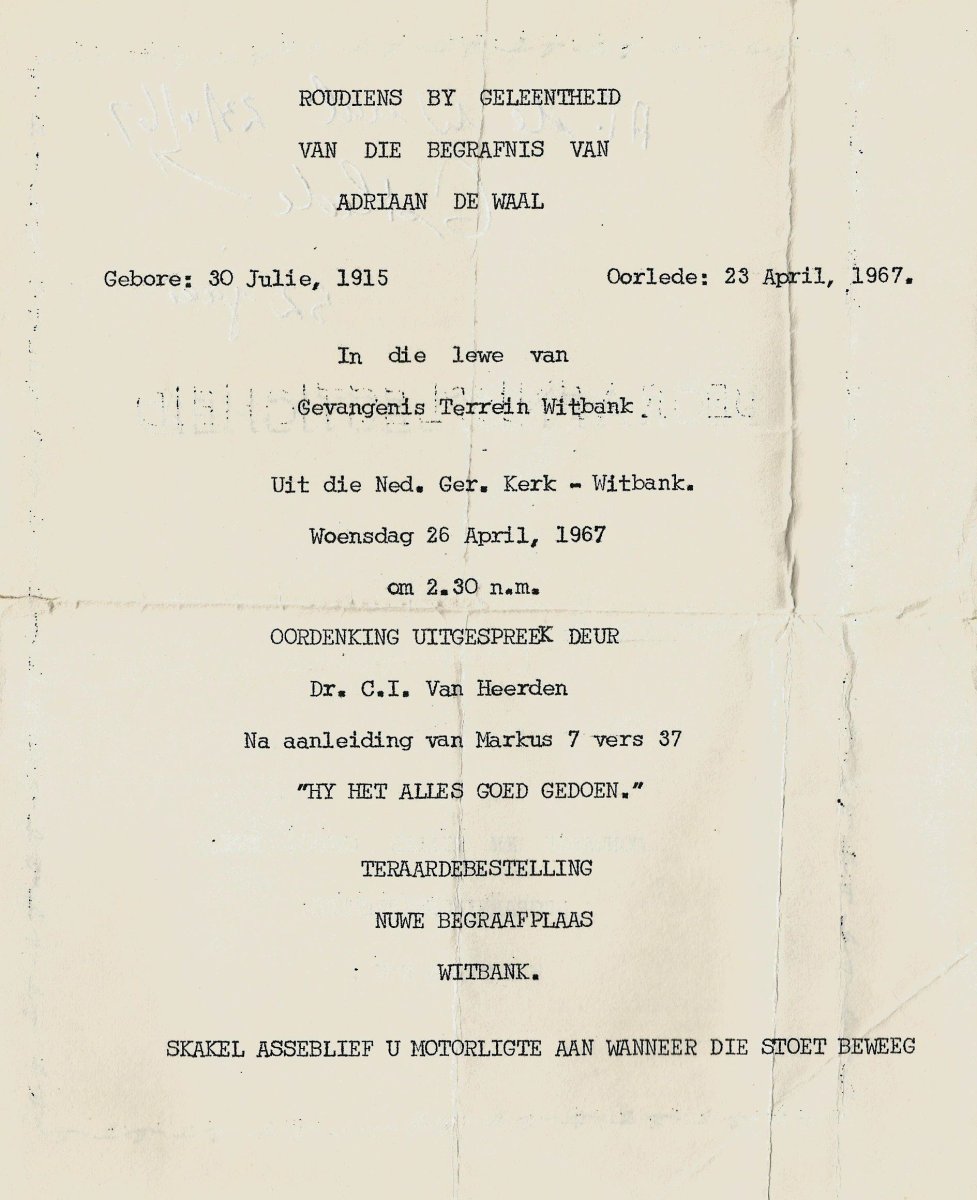 ROUDIENS BY GELEENTHEID
VAN DIE BEGRAFNIS VAN
ADRIAAN DE WAAL
Gebore: 30 Julie, 1915 Oorlede: 23 April, 1967.
In die lewe van
Gevangenis Terrein Witbank.
Uit die Ned. Ger. Kerk - Witbank.
Woensdag 26 April, 1967
om 2.30 n.m.
OORDENKING UITGESPREEK DEUR
Dr. C.I. Van Heerden
Na aanleiding van Markus 7 vers 37
"HY HET ALLES GOED GEDOEN."
TERAARDEBESTELLING
NUWE BEGRAAFPLAAS
WITBANK.
SKAKEL ASSEBLIEF U MOTORLIGTE AAN WANNEER DIE STOET BEWEEG